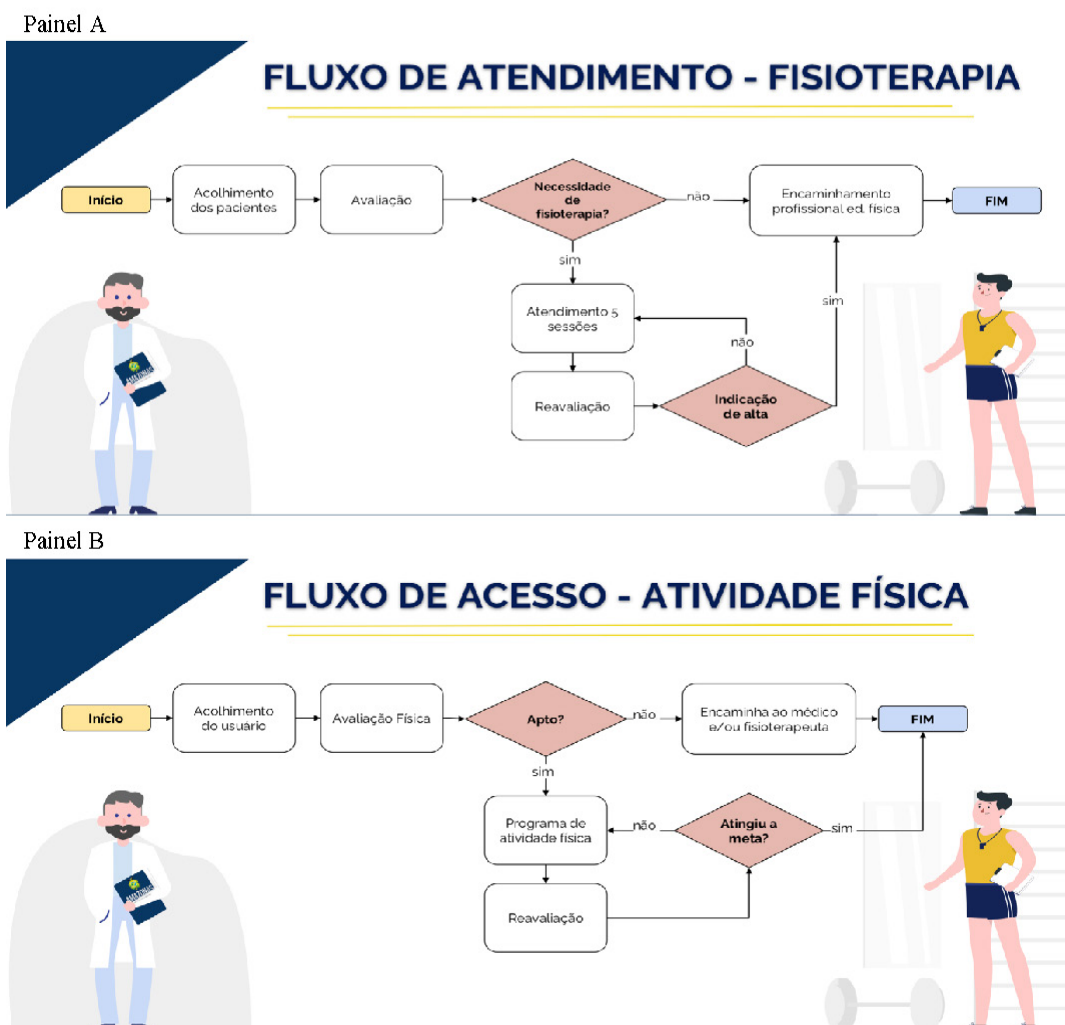 Painel A
FLUXO DE ATENDIMENTO - FISIOTERAPIA
Início
Acolhimento
dos pacientes
Avaliação
Necessidade
de
fisioterapia?
não
Encaminhamento
profissional ed. física
FIM
sim
Atendimento 5
sessões
não
sim
Reavaliação
Indicação
de alta
AMAZONAS
Painel B
FLUXO DE ACESSO - ATIVIDADE FÍSICA
Início
Acolhimento
do usuário
Avaliação Física
Apto?
não
Encaminha ao médico
e/ou fisioterapeuta
FIM
sim
Programa de
atividade física
não
Atingiu a
meta?
sim
Reavaliação
AMAZONAS